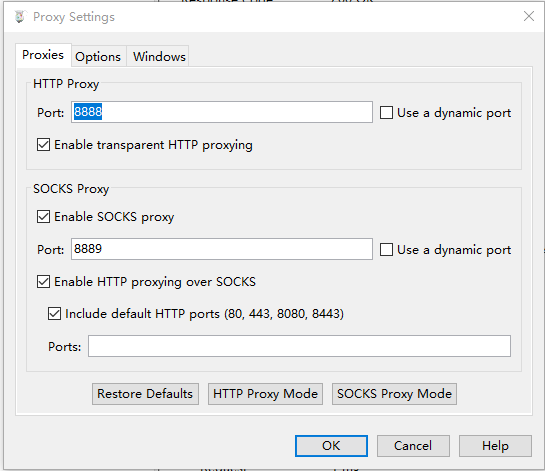 Proxy Settings
Proxies Options Windows
HTTP Proxy
Port: 8888 Use a dynamic port
Enable transparent HTTP proxying
SOCKS Proxy
Enable SOCKS proxy
Port: 8889 Use a dynamic port
Enable HTTP proxying over SOCKS
Include default HTTP ports (80, 443, 8080, 8443)
Ports:
Restore Defaults HTTP Proxy Mode SOCKS Proxy Mode
OK Cancel Help